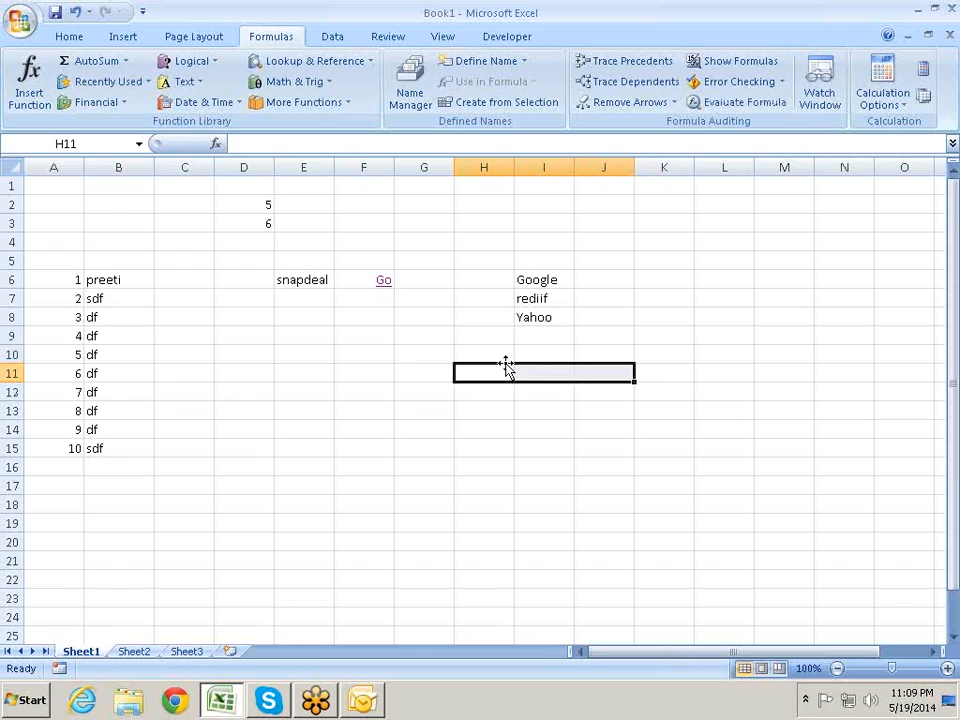 Book1 - Microsoft Excel
Home Insert Page Layout Formulas Data Review View Developer
Insert Function
AutoSum
Recently Used
Financial
Logical
Text
Date & Time
Lookup & Reference
Math & Trig
More Functions
Function Library
Name Manager
Define Name
Use in Formula
Create from Selection
Defined Names
Trace Precedents
Trace Dependents
Remove Arrows
Show Formulas
Error Checking
Evaluate Formula
Formula Auditing
Watch Window
Calculation Options
Calculation
H11 fx
A B C D E F G H I J K L M N O
1
2 5
3 6
4
5
6 1 preeti snapdeal Go Google
7 2 sdf rediif
8 3 df Yahoo
9 4 df
10 5 df
11 6 df
12 7 df
13 8 df
14 9 df
15 10 sdf
16
17
18
19
20
21
22
23
24
25
Sheet1 Sheet2 Sheet3
Ready 100%
Start 11:09 PM
5/19/2014